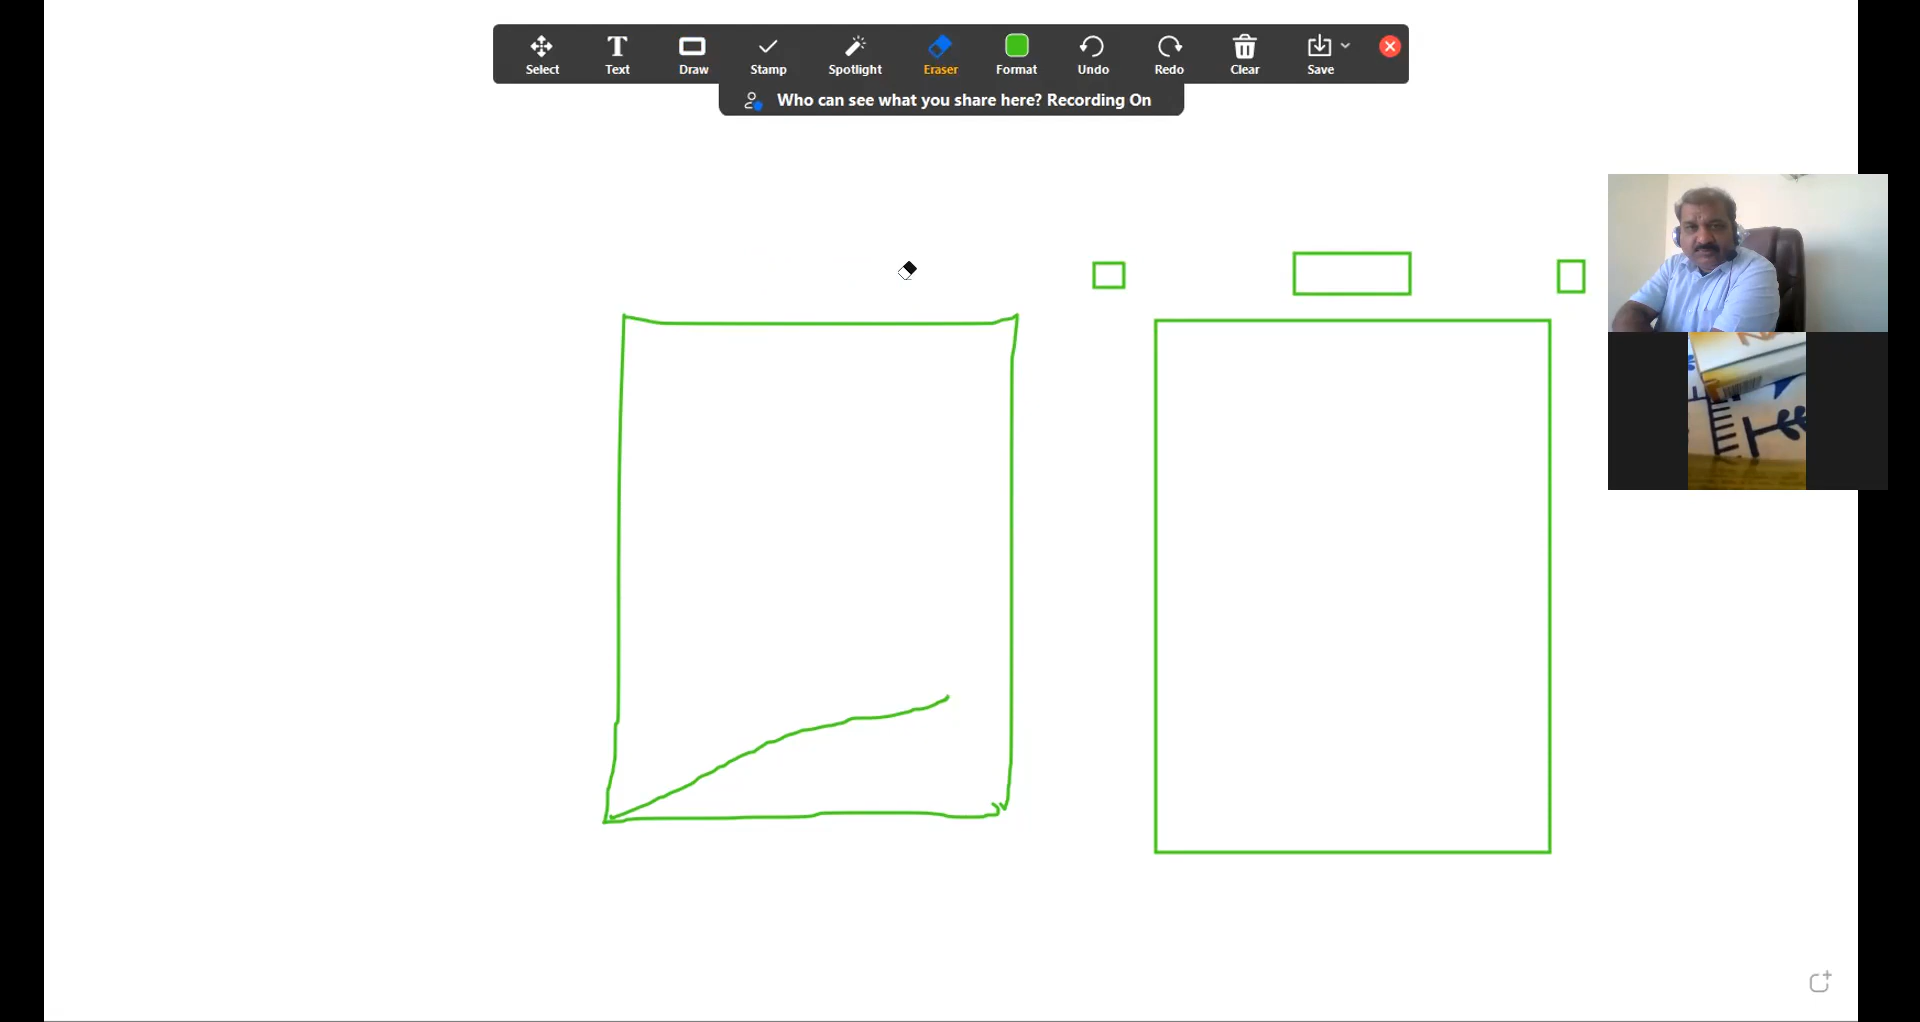 Select Text Draw Stamp Spotlight Eraser Format Undo Redo Clear Save
Who can see what you share here? Recording On